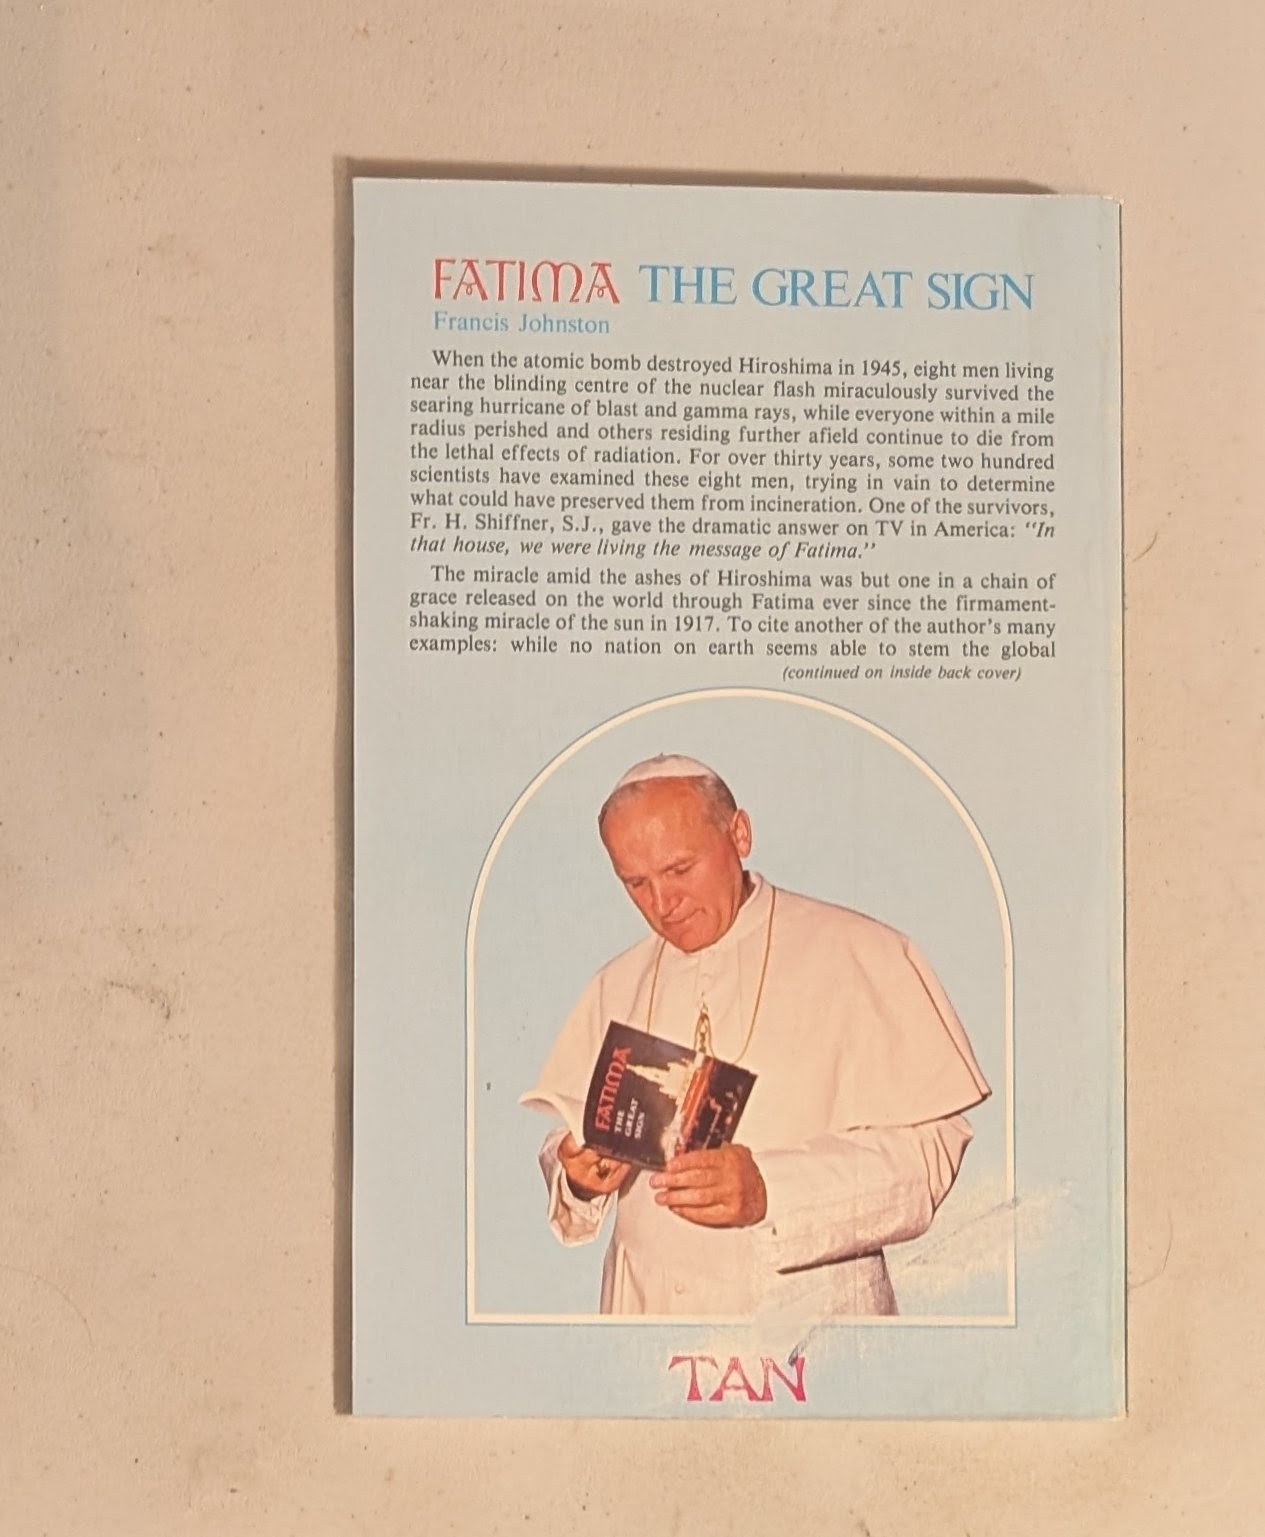 FATIMA THE GREAT SIGN
Francis Johnston
When the atomic bomb destroyed Hiroshima in 1945, eight men living
near the blinding centre of the nuclear flash miraculously survived the
searing hurricane of blast and gamma rays, while everyone within a mile
radius perished and others residing further afield continue to die from
the lethal effects of radiation. For over thirty years, some two hundred
scientists have examined these eight men, trying in vain to determine
what could have preserved them from incineration. One of the survivors,
Fr. H. Shiffner, S.J., gave the dramatic answer on TV in America: “In
that house, we were living the message of Fatima.”
The miracle amid the ashes of Hiroshima was but one in a chain of
grace released on the world through Fatima ever since the firmament-
shaking miracle of the sun in 1917. To cite another of the author's many
examples: while no nation on earth seems able to stem the global
(continued on inside back cover)
FATIMA
THE
GREAT
SIGN
TAN